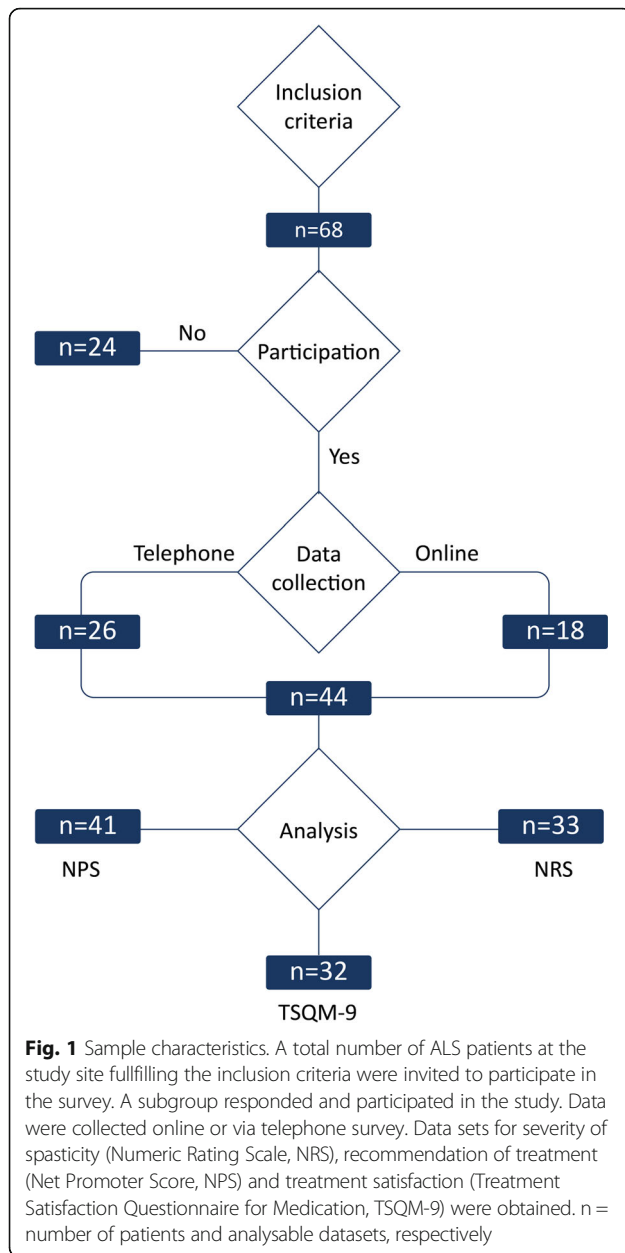 Inclusion
criteria
n=68
No
n=24
Participation
Yes
Telephone
Data
collection
Online
n=26
n=18
n=44
n=41
Analysis
n=33
NPS
NRS
n=32
TSQM-9
Fig. 1 Sample characteristics. A total number of ALS patients at the
study site fullfilling the inclusion criteria were invited to participate in
the survey. A subgroup responded and participated in the study. Data
were collected online or via telephone survey. Data sets for severity of
spasticity (Numeric Rating Scale, NRS), recommendation of treatment
(Net Promoter Score, NPS) and treatment satisfaction (Treatment
Satisfaction Questionnaire for Medication, TSQM-9) were obtained. n =
number of patients and analysable datasets, respectively